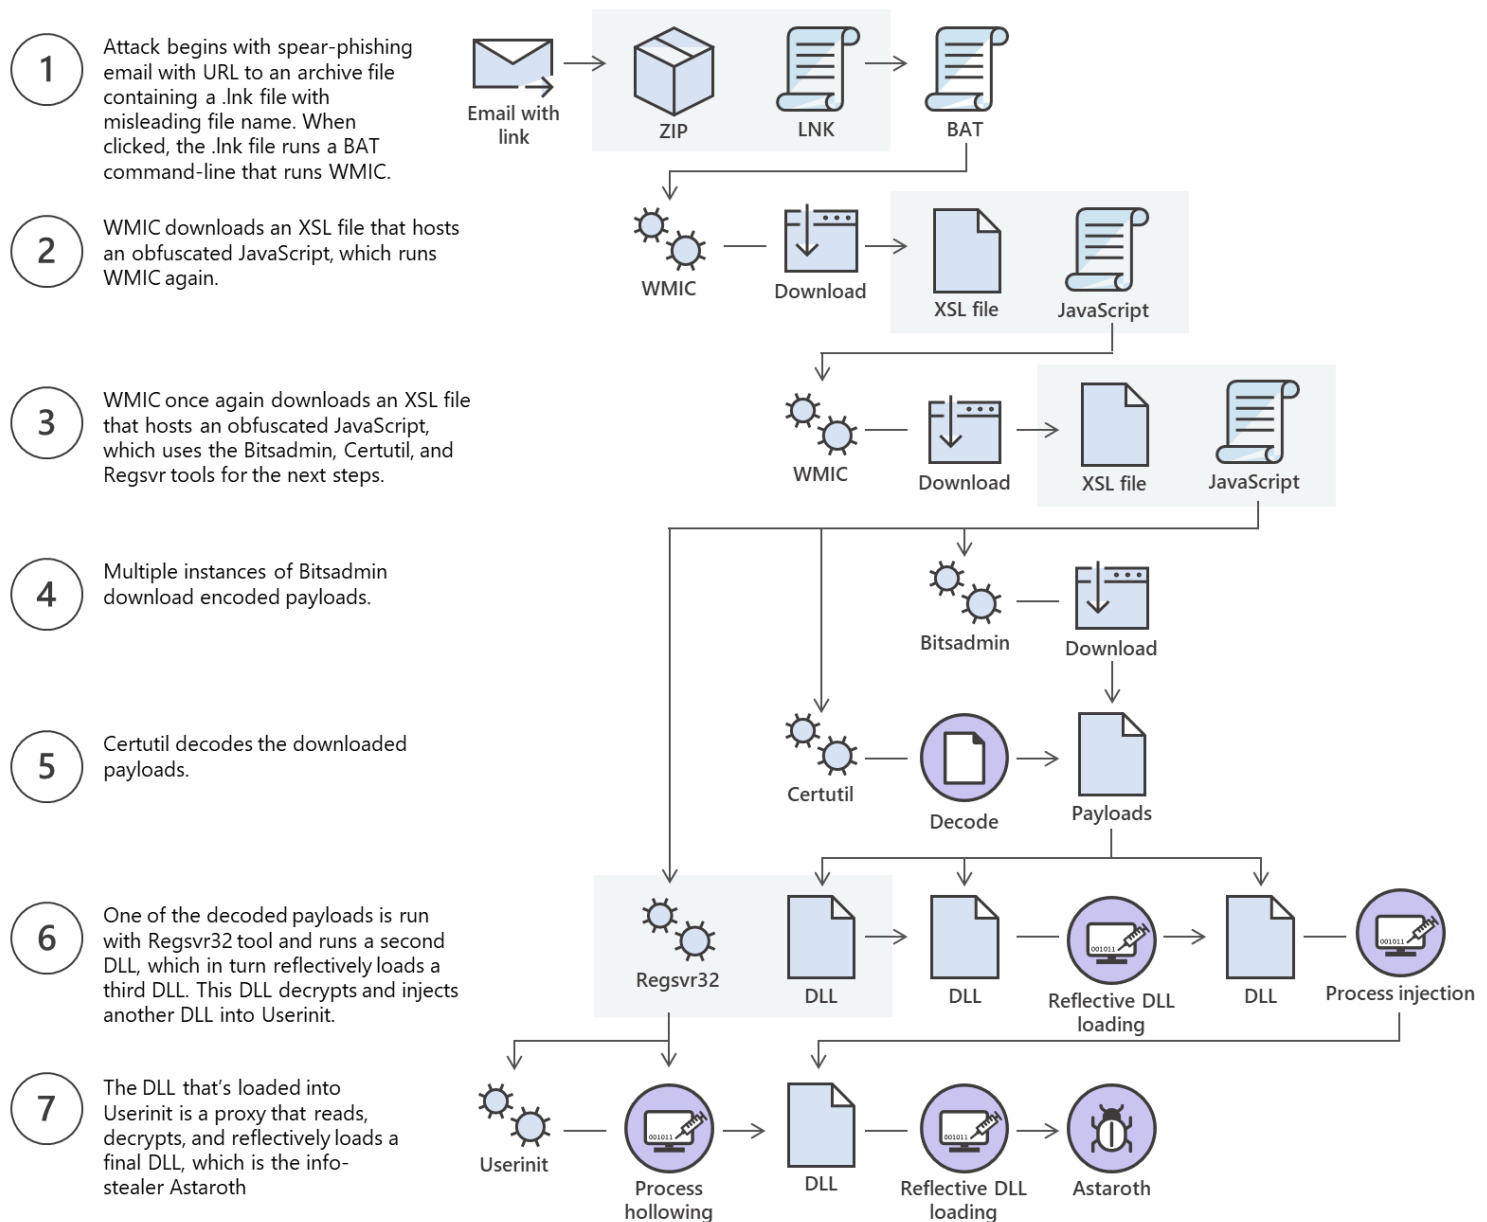 1
Attack begins with spear-phishing
email with URL to an archive file
containing a .lnk file with
misleading file name. When
clicked, the .lnk file runs a BAT
command-line that runs WMIC.
Email with
link
ZIP
LNK
BAT
2
WMIC downloads an XSL file that hosts
an obfuscated JavaScript, which runs
WMIC again.
WMIC
Download
XSL file
JavaScript
3
WMIC once again downloads an XSL file
that hosts an obfuscated JavaScript,
which uses the Bitsadmin, Certutil, and
Regsvr tools for the next steps.
WMIC
Download
XSL file
JavaScript
4
Multiple instances of Bitsadmin
download encoded payloads.
Bitsadmin
Download
5
Certutil decodes the downloaded
payloads.
Certutil
Decode
Payloads
6
One of the decoded payloads is run
with Regsvr32 tool and runs a second
DLL, which in turn reflectively loads a
third DLL. This DLL decrypts and injects
another DLL into Userinit.
Regsvr32
DLL
DLL
001011
Reflective DLL
loading
DLL
001011
Process injection
7
The DLL that's loaded into
Userinit is a proxy that reads,
decrypts, and reflectively loads a
final DLL, which is the info-
stealer Astaroth
Userinit
001011
Process
hollowing
DLL
001011
Reflective DLL
loading
Astaroth